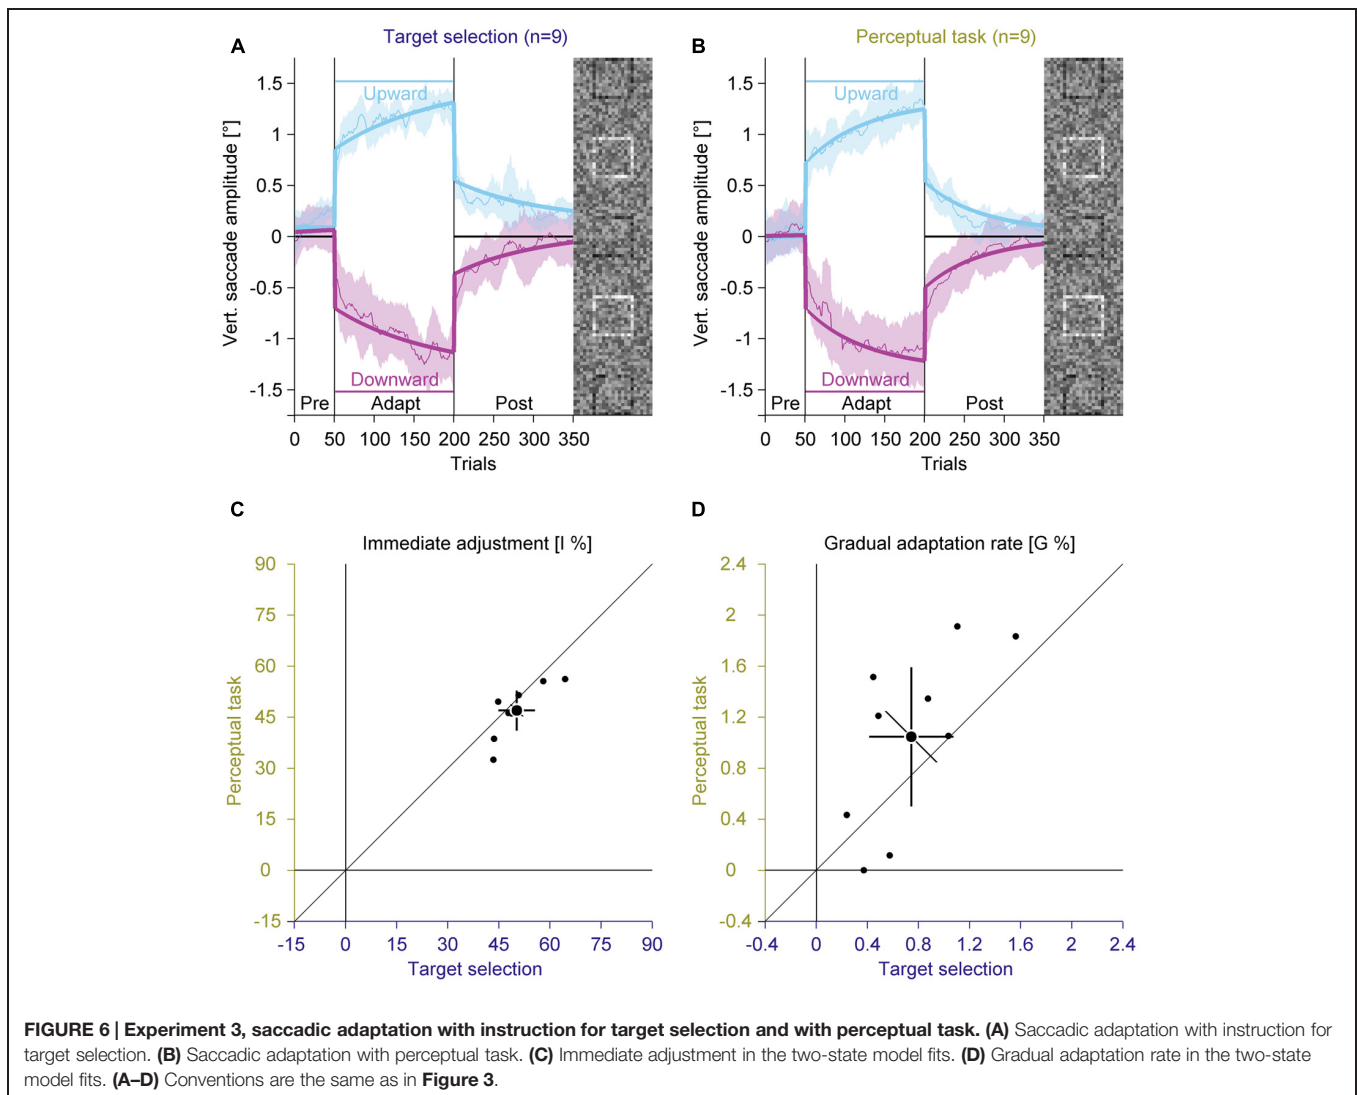 A
Target selection (n=9)
Vert. saccade amplitude [°]
1.5
1
0.5
0
-0.5
-1
-1.5
Upward
Downward
Pre
Adapt
Post
0 50 100 150 200 250 300 350
Trials
B
Perceptual task (n=9)
Vert. saccade amplitude [°]
1.5
1
0.5
0
-0.5
-1
-1.5
Upward
Downward
Pre
Adapt
Post
0 50 100 150 200 250 300 350
Trials
C
Immediate adjustment [I %]
Perceptual task
90
75
60
45
30
15
0
-15
-15 0 15 30 45 60 75 90
Target selection
D
Gradual adaptation rate [G %]
Perceptual task
2.4
2
1.6
1.2
0.8
0.4
0
-0.4
-0.4 0 0.4 0.8 1.2 1.6 2 2.4
Target selection
FIGURE 6 | Experiment 3, saccadic adaptation with instruction for target selection and with perceptual task. (A) Saccadic adaptation with instruction for
target selection. (B) Saccadic adaptation with perceptual task. (C) Immediate adjustment in the two-state model fits. (D) Gradual adaptation rate in the two-state
model fits. (A–D) Conventions are the same as in Figure 3.